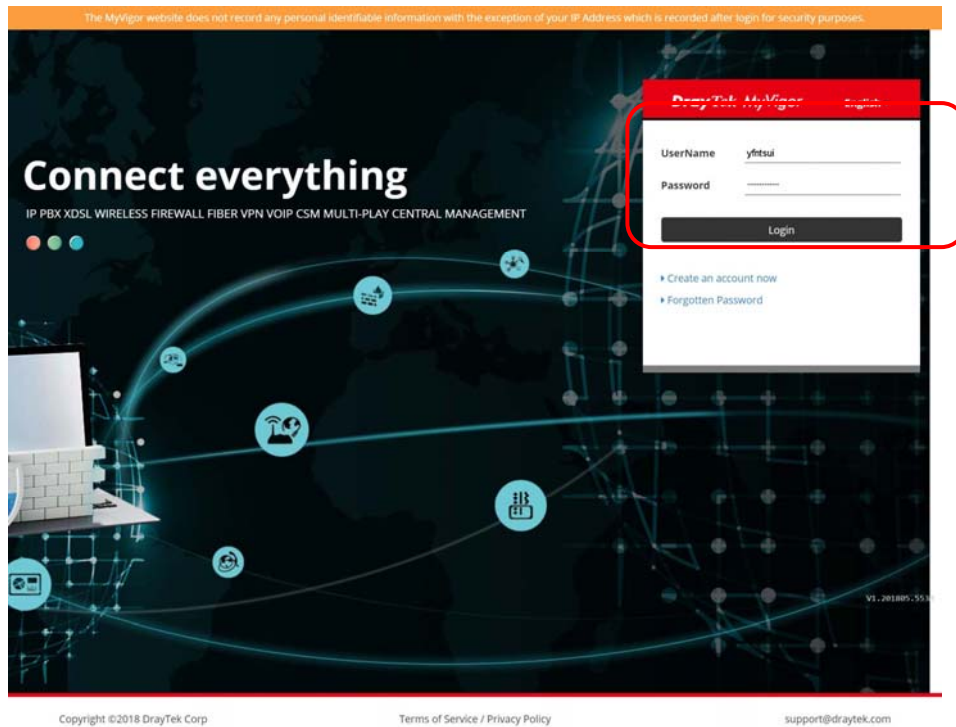 The MyVigor website does not record any personal identifiable information with the exception of your IP Address which is recorded after login for security purposes.
DrayTek MyVigor English
UserName yfntsui
Password
Login
Create an account now
Forgotten Password
Connect everything
IP PBX XDSL WIRELESS FIREWALL FIBER VPN VOIP CSM MULTI-PLAY CENTRAL MANAGEMENT
Copyright ©2018 DrayTek Corp
Terms of Service / Privacy Policy
support@draytek.com